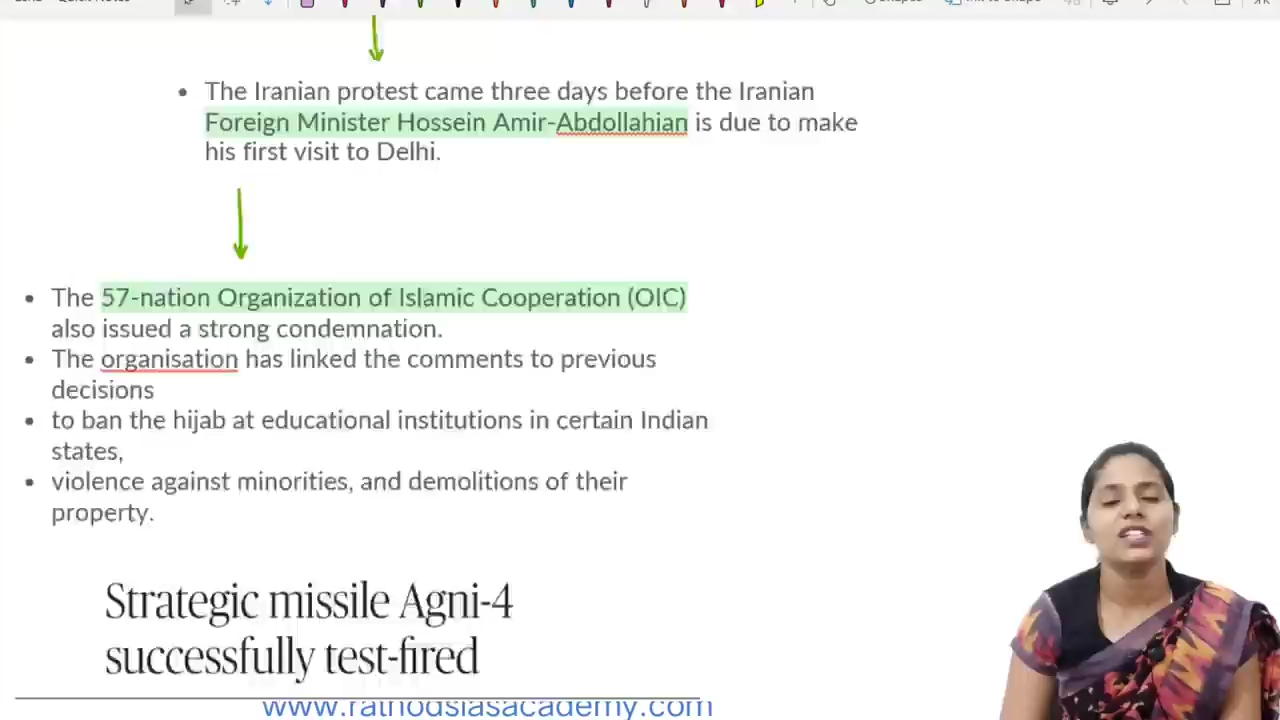 The Iranian protest came three days before the Iranian
Foreign Minister Hossein Amir-Abdollahian is due to make
his first visit to Delhi.
The 57-nation Organization of Islamic Cooperation (OIC)
also issued a strong condemnation.
The organisation has linked the comments to previous
decisions
to ban the hijab at educational institutions in certain Indian
states,
violence against minorities, and demolitions of their
property.
Strategic missile Agni-4
successfully test-fired
www.rathodsiasacademy.com